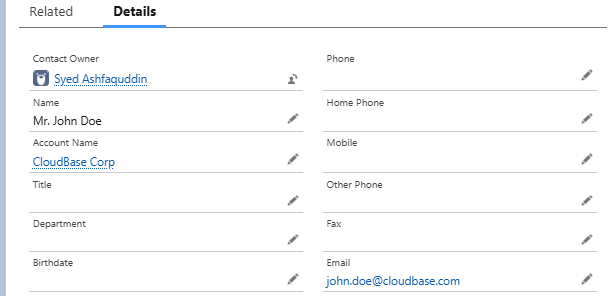 Related Details
Contact Owner
Syed Ashfaquddin
Name
Mr. John Doe
Account Name
CloudBase Corp
Title
Department
Birthdate
Phone
Home Phone
Mobile
Other Phone
Fax
Email
john.doe@cloudbase.com